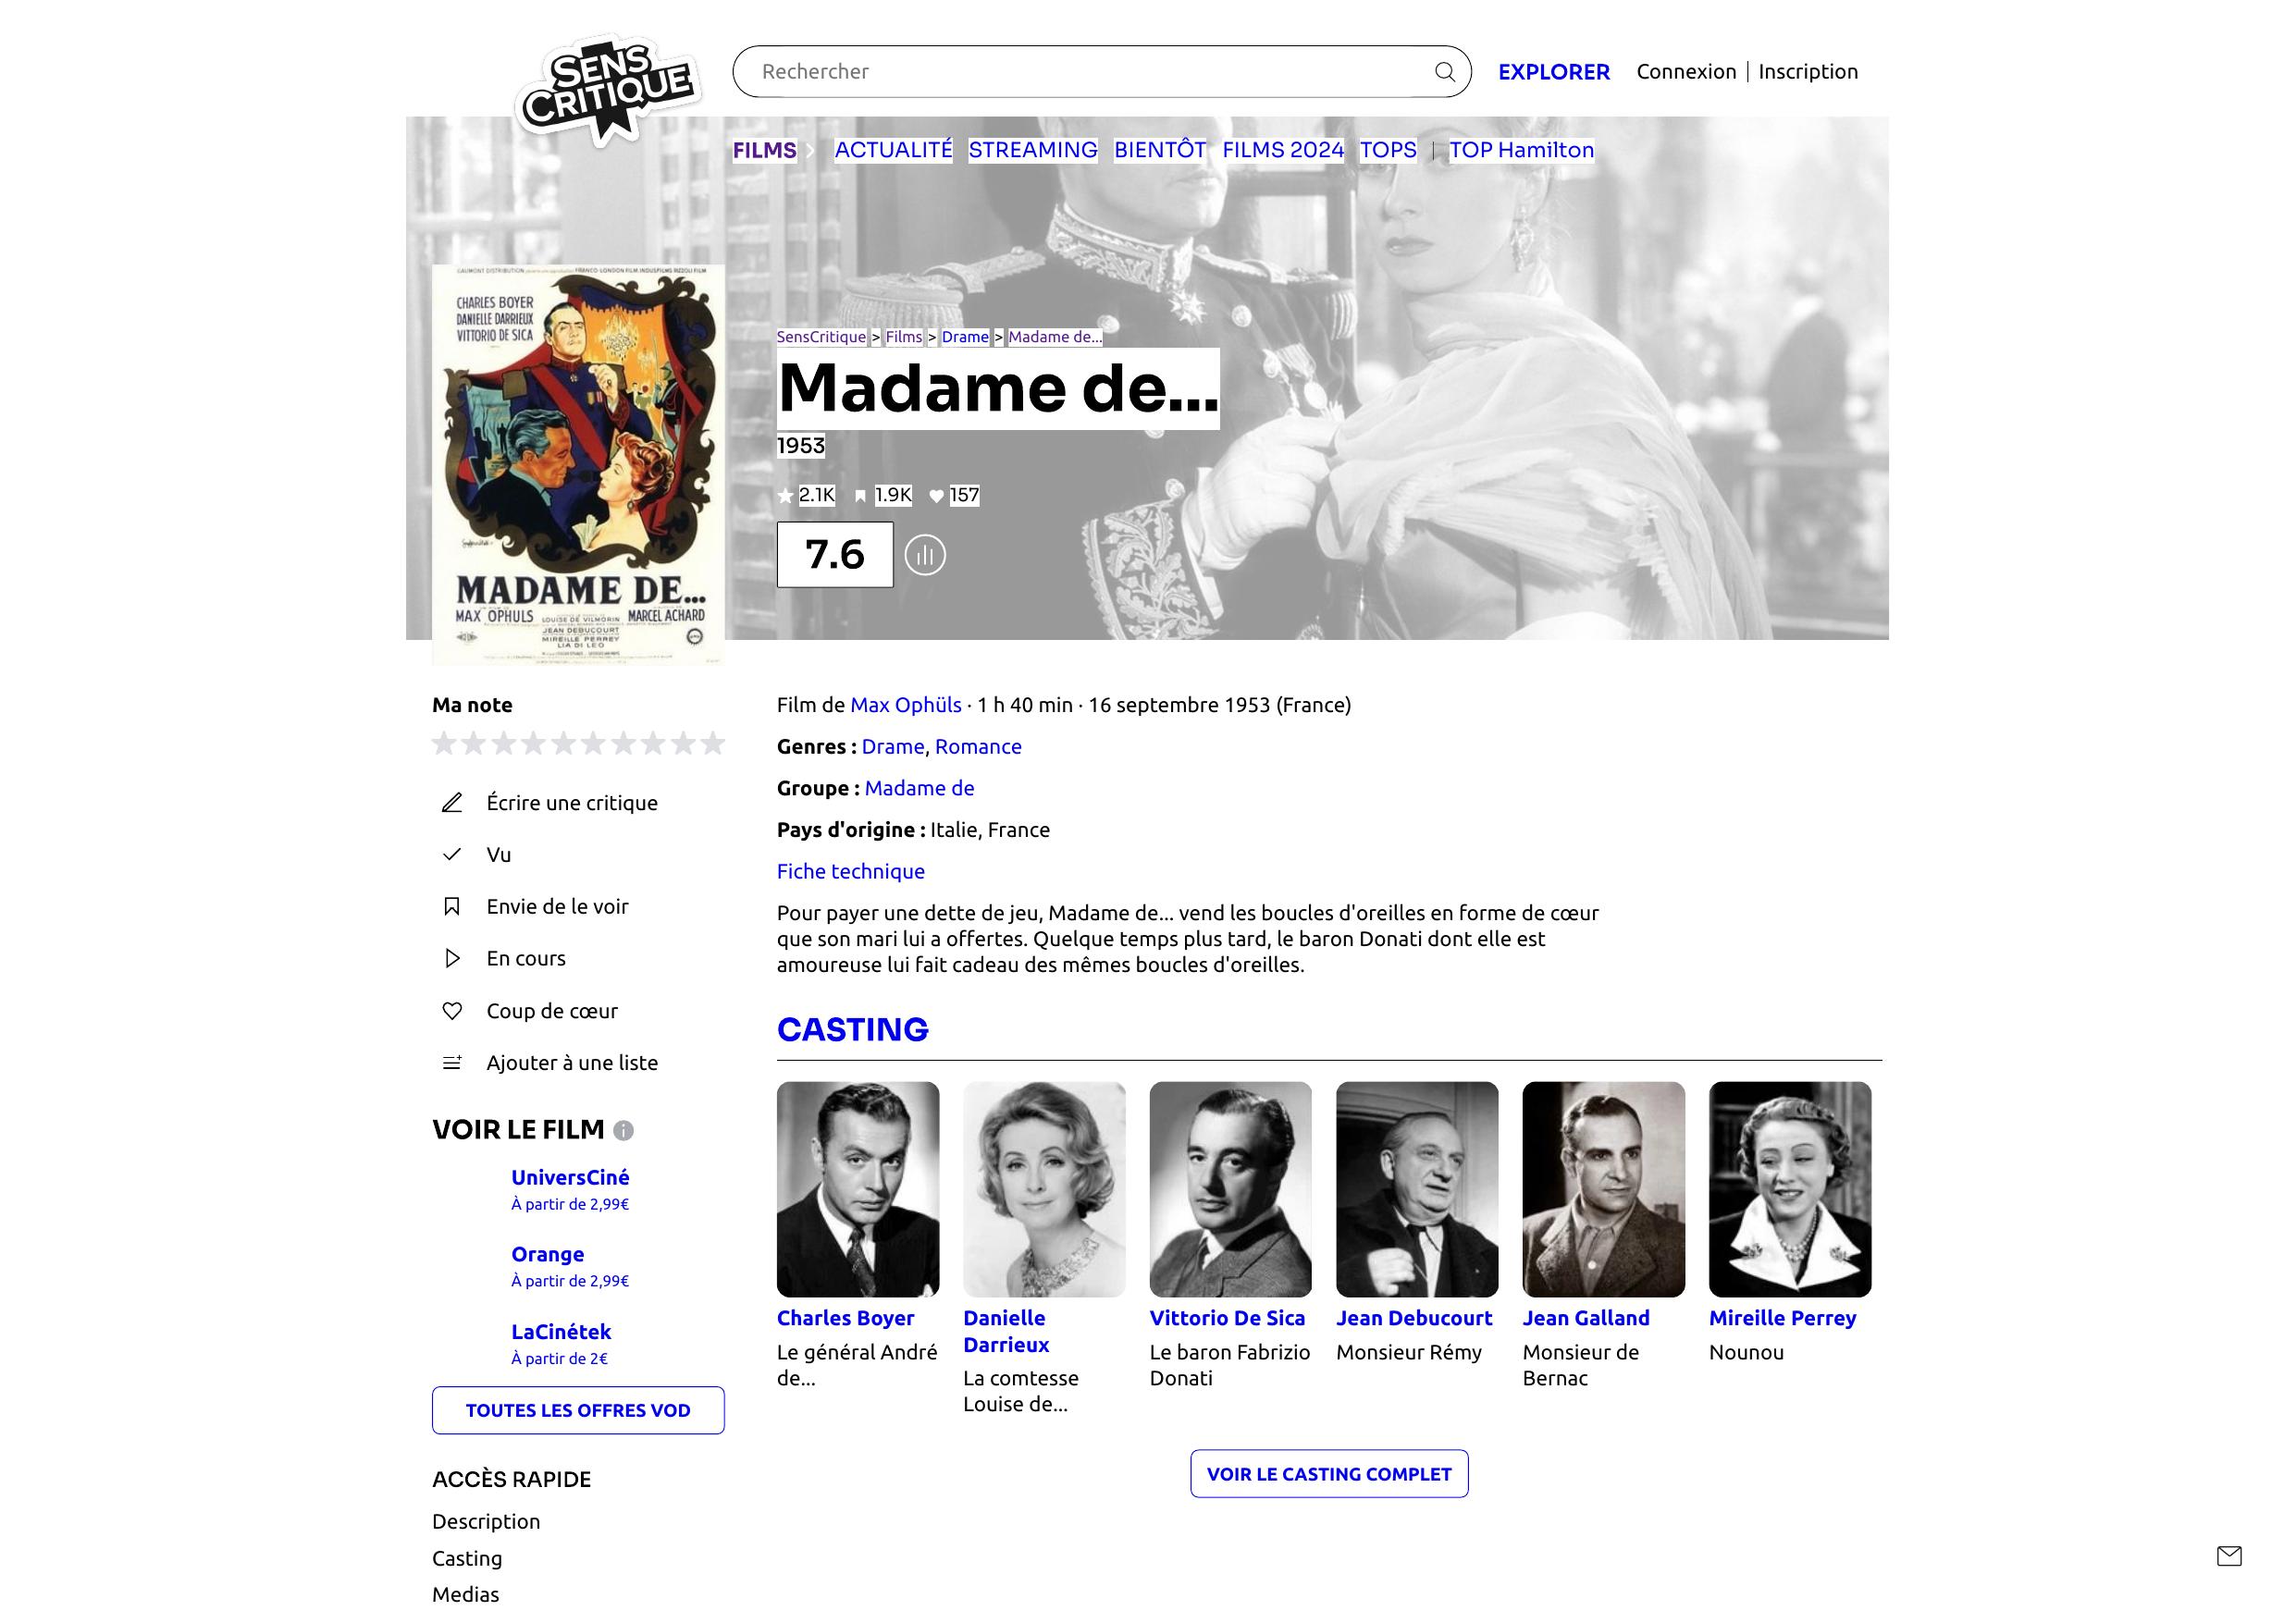 SENS
CRITIQUE
Rechercher
EXPLORER
Connexion | Inscription
FILMS
ACTUALITÉ
STREAMING
BIENTÔT
FILMS 2024
TOPS
|
TOP Hamilton
CHARLES BOYER
DANIELLE DARRIEUX
VITTORIO DE SICA
MADAME DE...
MAX OPHULS
LOUISE DE VILMORIN
MARCEL ACHARD
JEAN DEBUCOURT
MIREILLE PERREY
LIA DI LEO
SensCritique > Films > Drame > Madame de...
Madame de...
1953
2.1K 1.9K 157
7.6
Ma note
Écrire une critique
Vu
Envie de le voir
En cours
Coup de cœur
Ajouter à une liste
VOIR LE FILM
UniversCiné
À partir de 2,99€
Orange
À partir de 2,99€
LaCinétek
À partir de 2€
TOUTES LES OFFRES VOD
ACCÈS RAPIDE
Description
Casting
Medias
Film de Max Ophüls · 1 h 40 min · 16 septembre 1953 (France)
Genres : Drame, Romance
Groupe : Madame de
Pays d'origine : Italie, France
Fiche technique
Pour payer une dette de jeu, Madame de... vend les boucles d'oreilles en forme de cœur
que son mari lui a offertes. Quelque temps plus tard, le baron Donati dont elle est
amoureuse lui fait cadeau des mêmes boucles d'oreilles.
CASTING
Charles Boyer
Le général André
de...
Danielle
Darrieux
La comtesse
Louise de...
Vittorio De Sica
Le baron Fabrizio
Donati
Jean Debucourt
Monsieur Rémy
Jean Galland
Monsieur de
Bernac
Mireille Perrey
Nounou
VOIR LE CASTING COMPLET